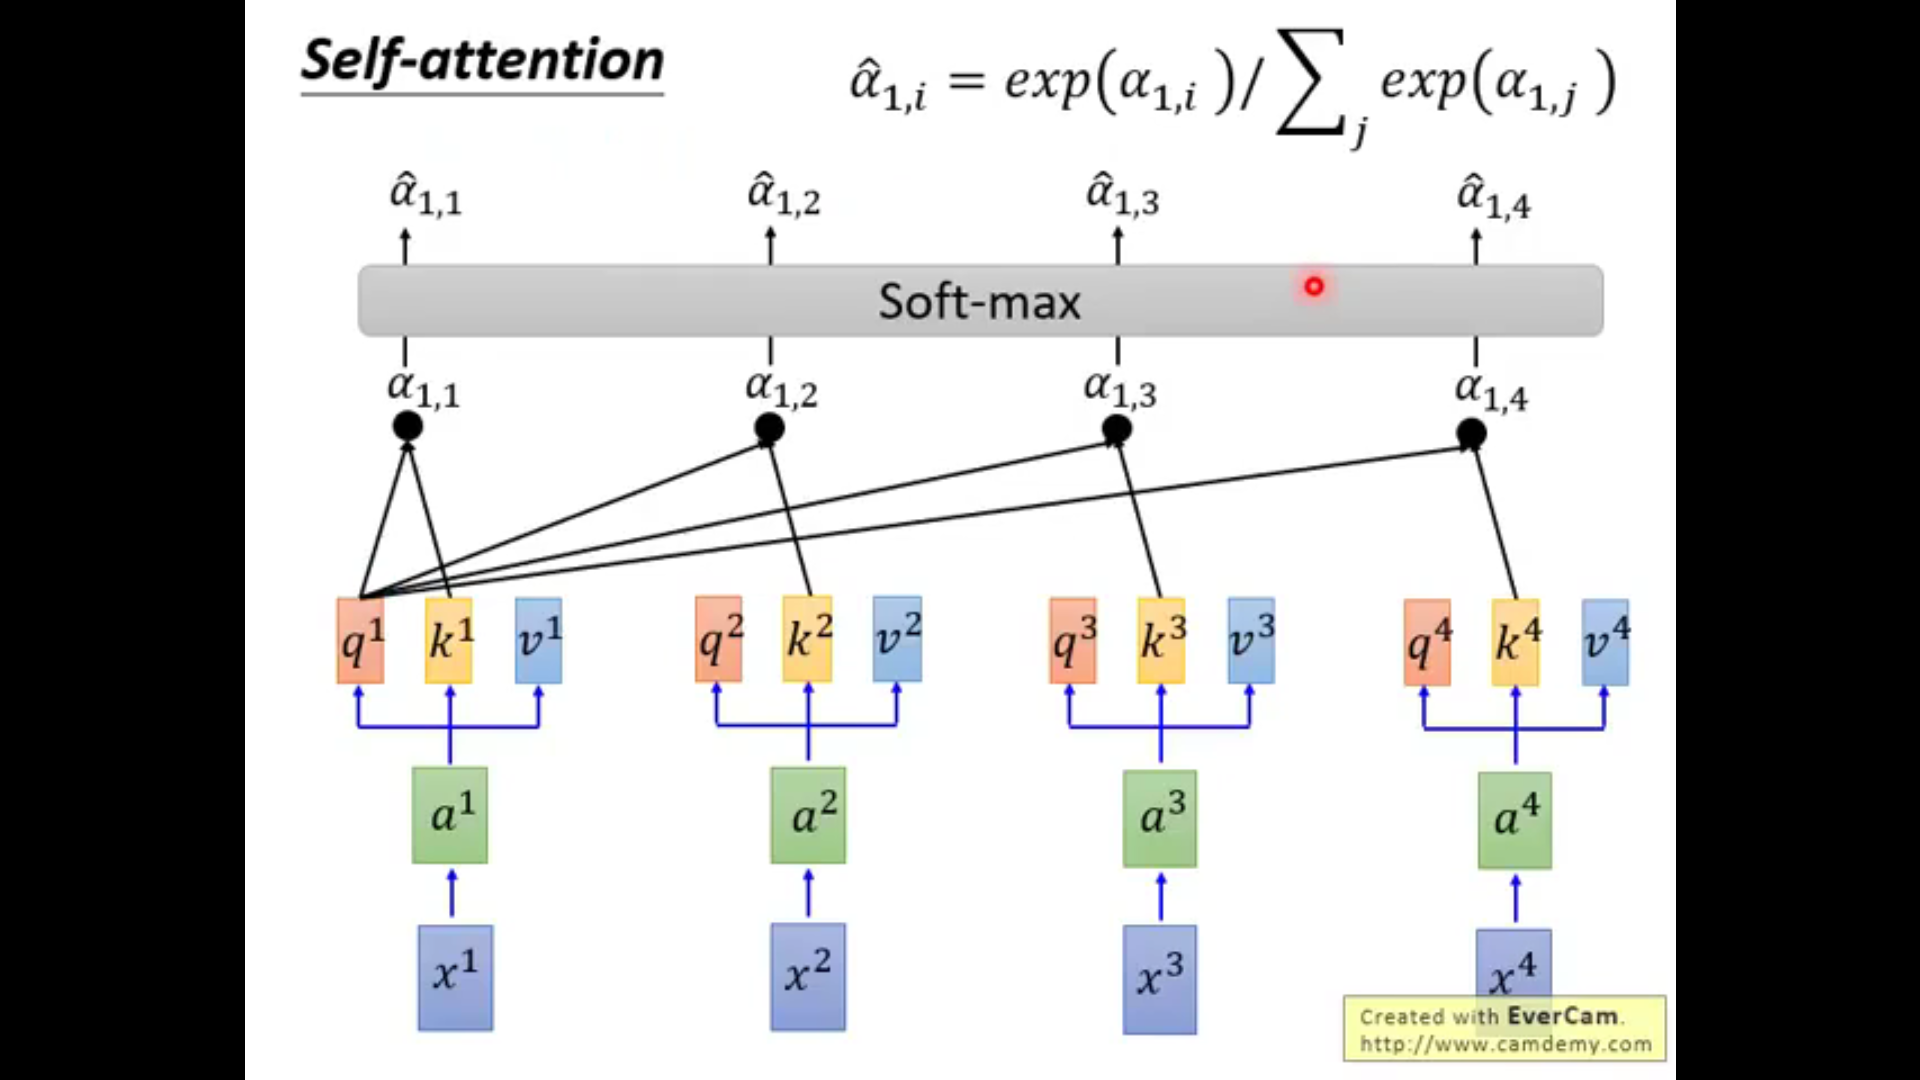 Self-attention
α̂₁,ᵢ = exp(α₁,ᵢ)/∑ⱼ exp(α₁,ⱼ)
α̂₁,₁ α̂₁,₂ α̂₁,₃ α̂₁,₄
Soft-max
α₁,₁ α₁,₂ α₁,₃ α₁,₄
q¹ k¹ v¹ q² k² v² q³ k³ v³ q⁴ k⁴ v⁴
a¹ a² a³ a⁴
x¹ x² x³ x⁴
Created with EverCam.
http://www.camdemy.com